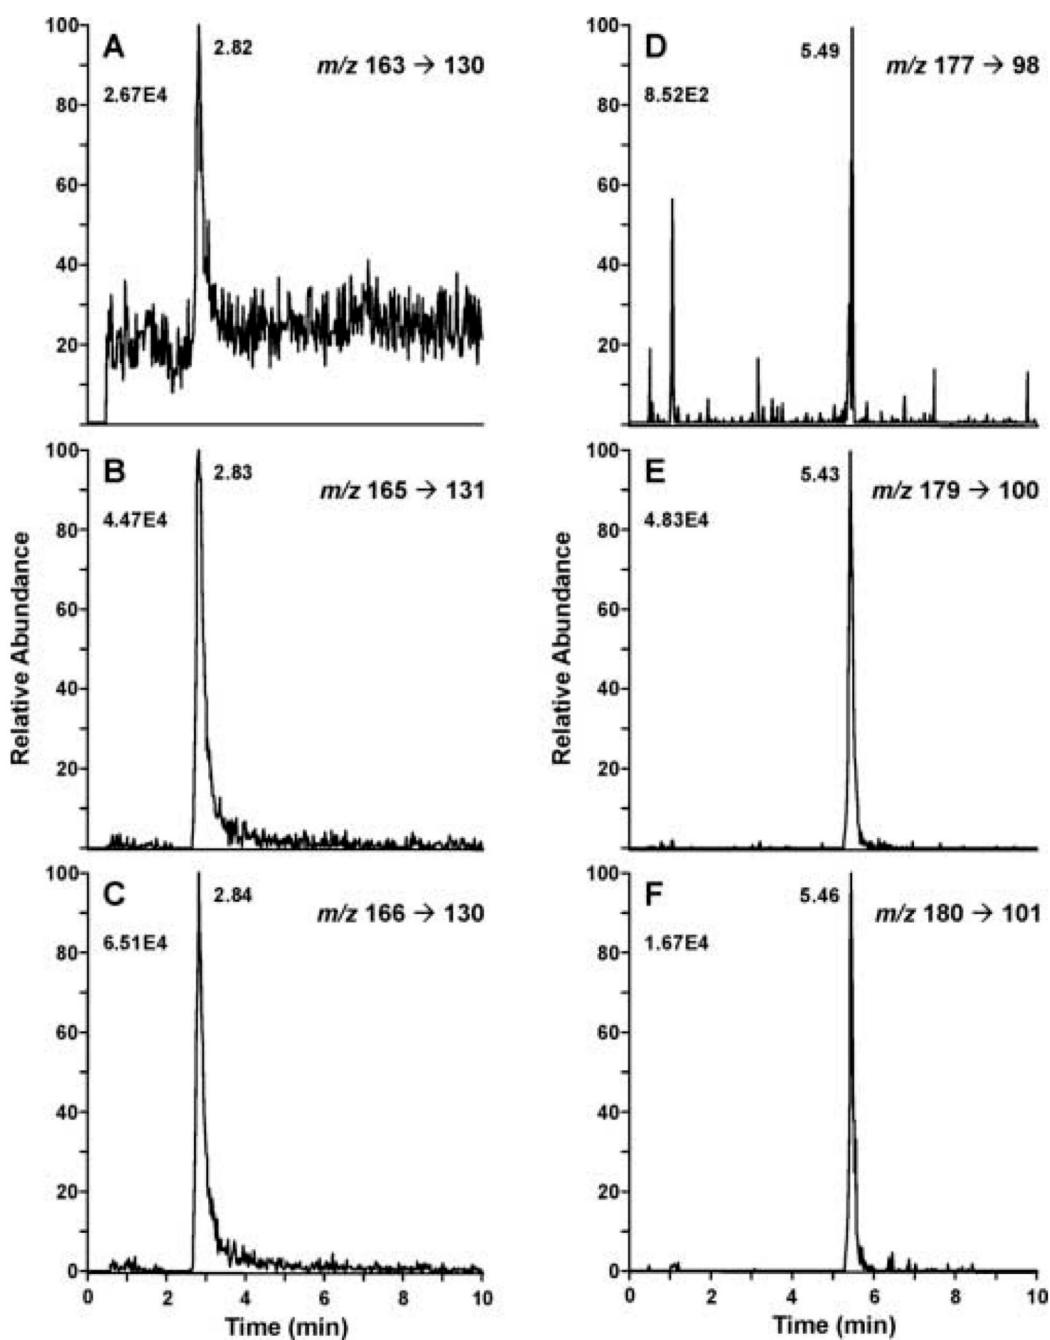 A
2.82
m/z 163 → 130
2.67E4
100
80
60
40
20
B
2.83
m/z 165 → 131
4.47E4
100
80
60
40
20
Relative Abundance
C
2.84
m/z 166 → 130
6.51E4
100
80
60
40
20
0
0 2 4 6 8 10
Time (min)
D
5.49
m/z 177 → 98
8.52E2
100
80
60
40
20
0
E
5.43
m/z 179 → 100
4.83E4
100
80
60
40
20
0
Relative Abundance
F
5.46
m/z 180 → 101
1.67E4
100
80
60
40
20
0
0 2 4 6 8 10
Time (min)